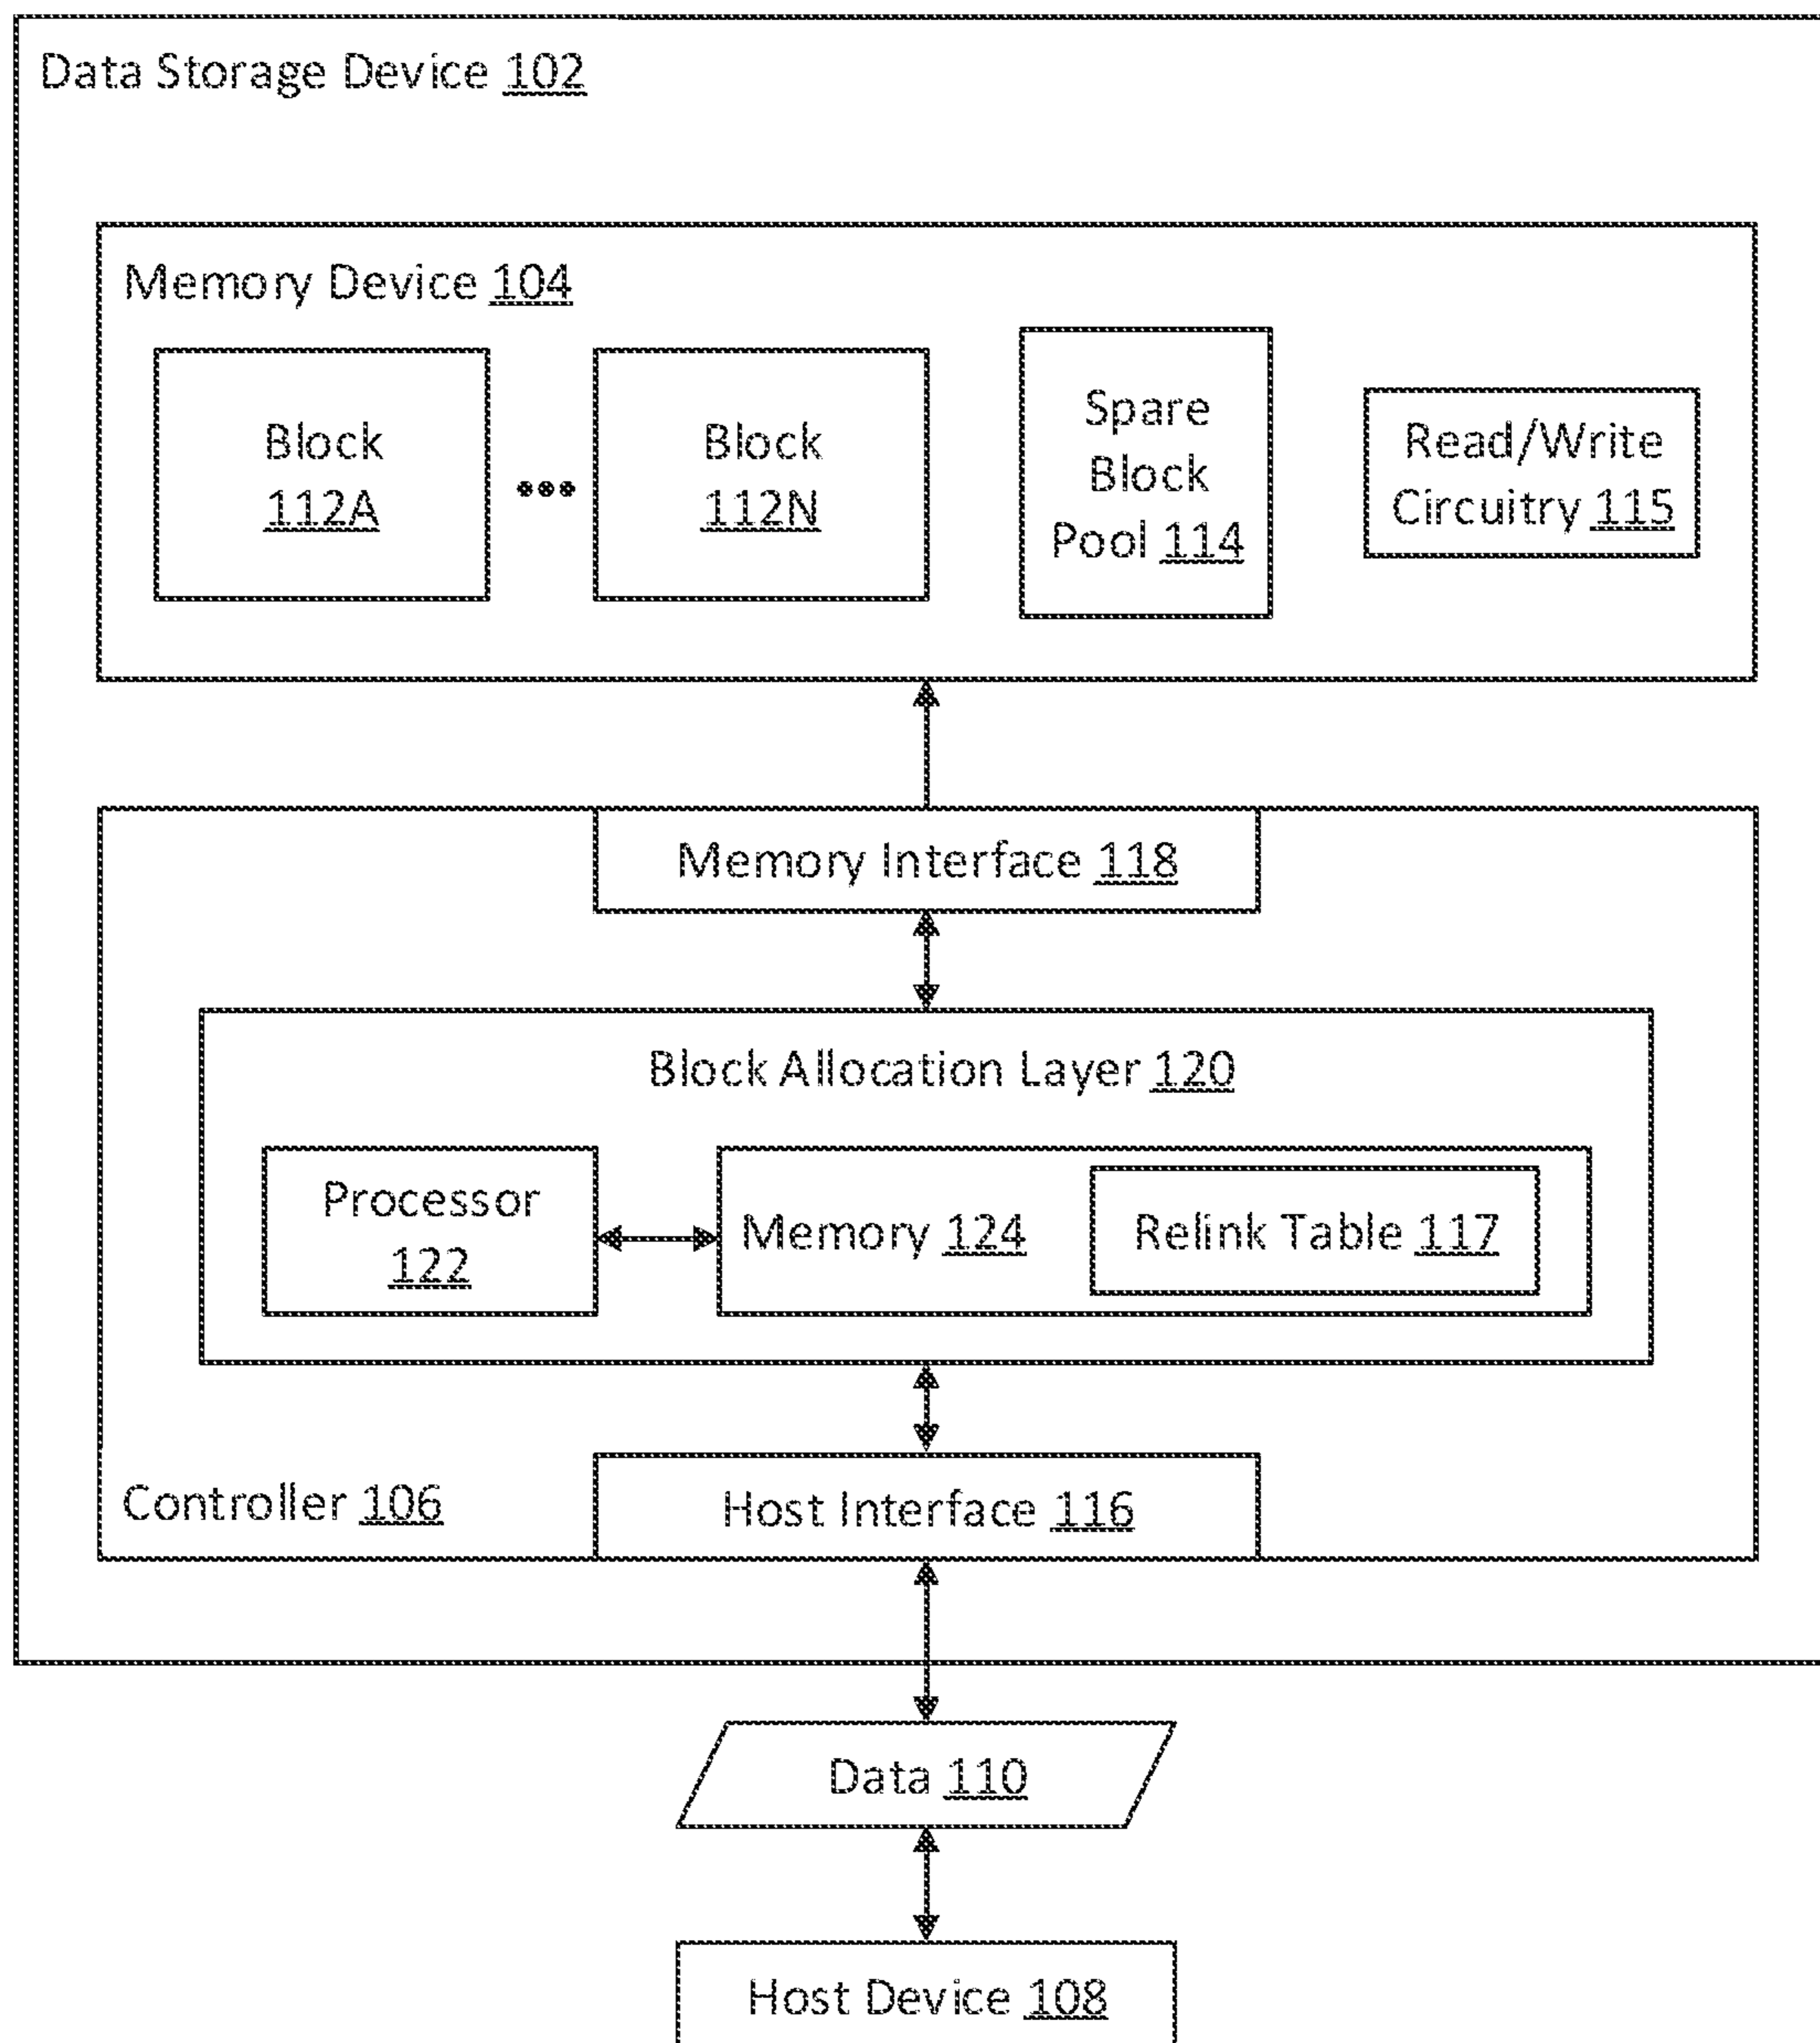 Data Storage Device 102
Memory Device 104
Block
112A
Block
112N
Spare
Block
Pool 114
Read/Write
Circuitry 115
Memory Interface 118
Block Allocation Layer 120
Processor
122
Memory 124
Relink Table 117
Controller 106
Host Interface 116
Data 110
Host Device 108